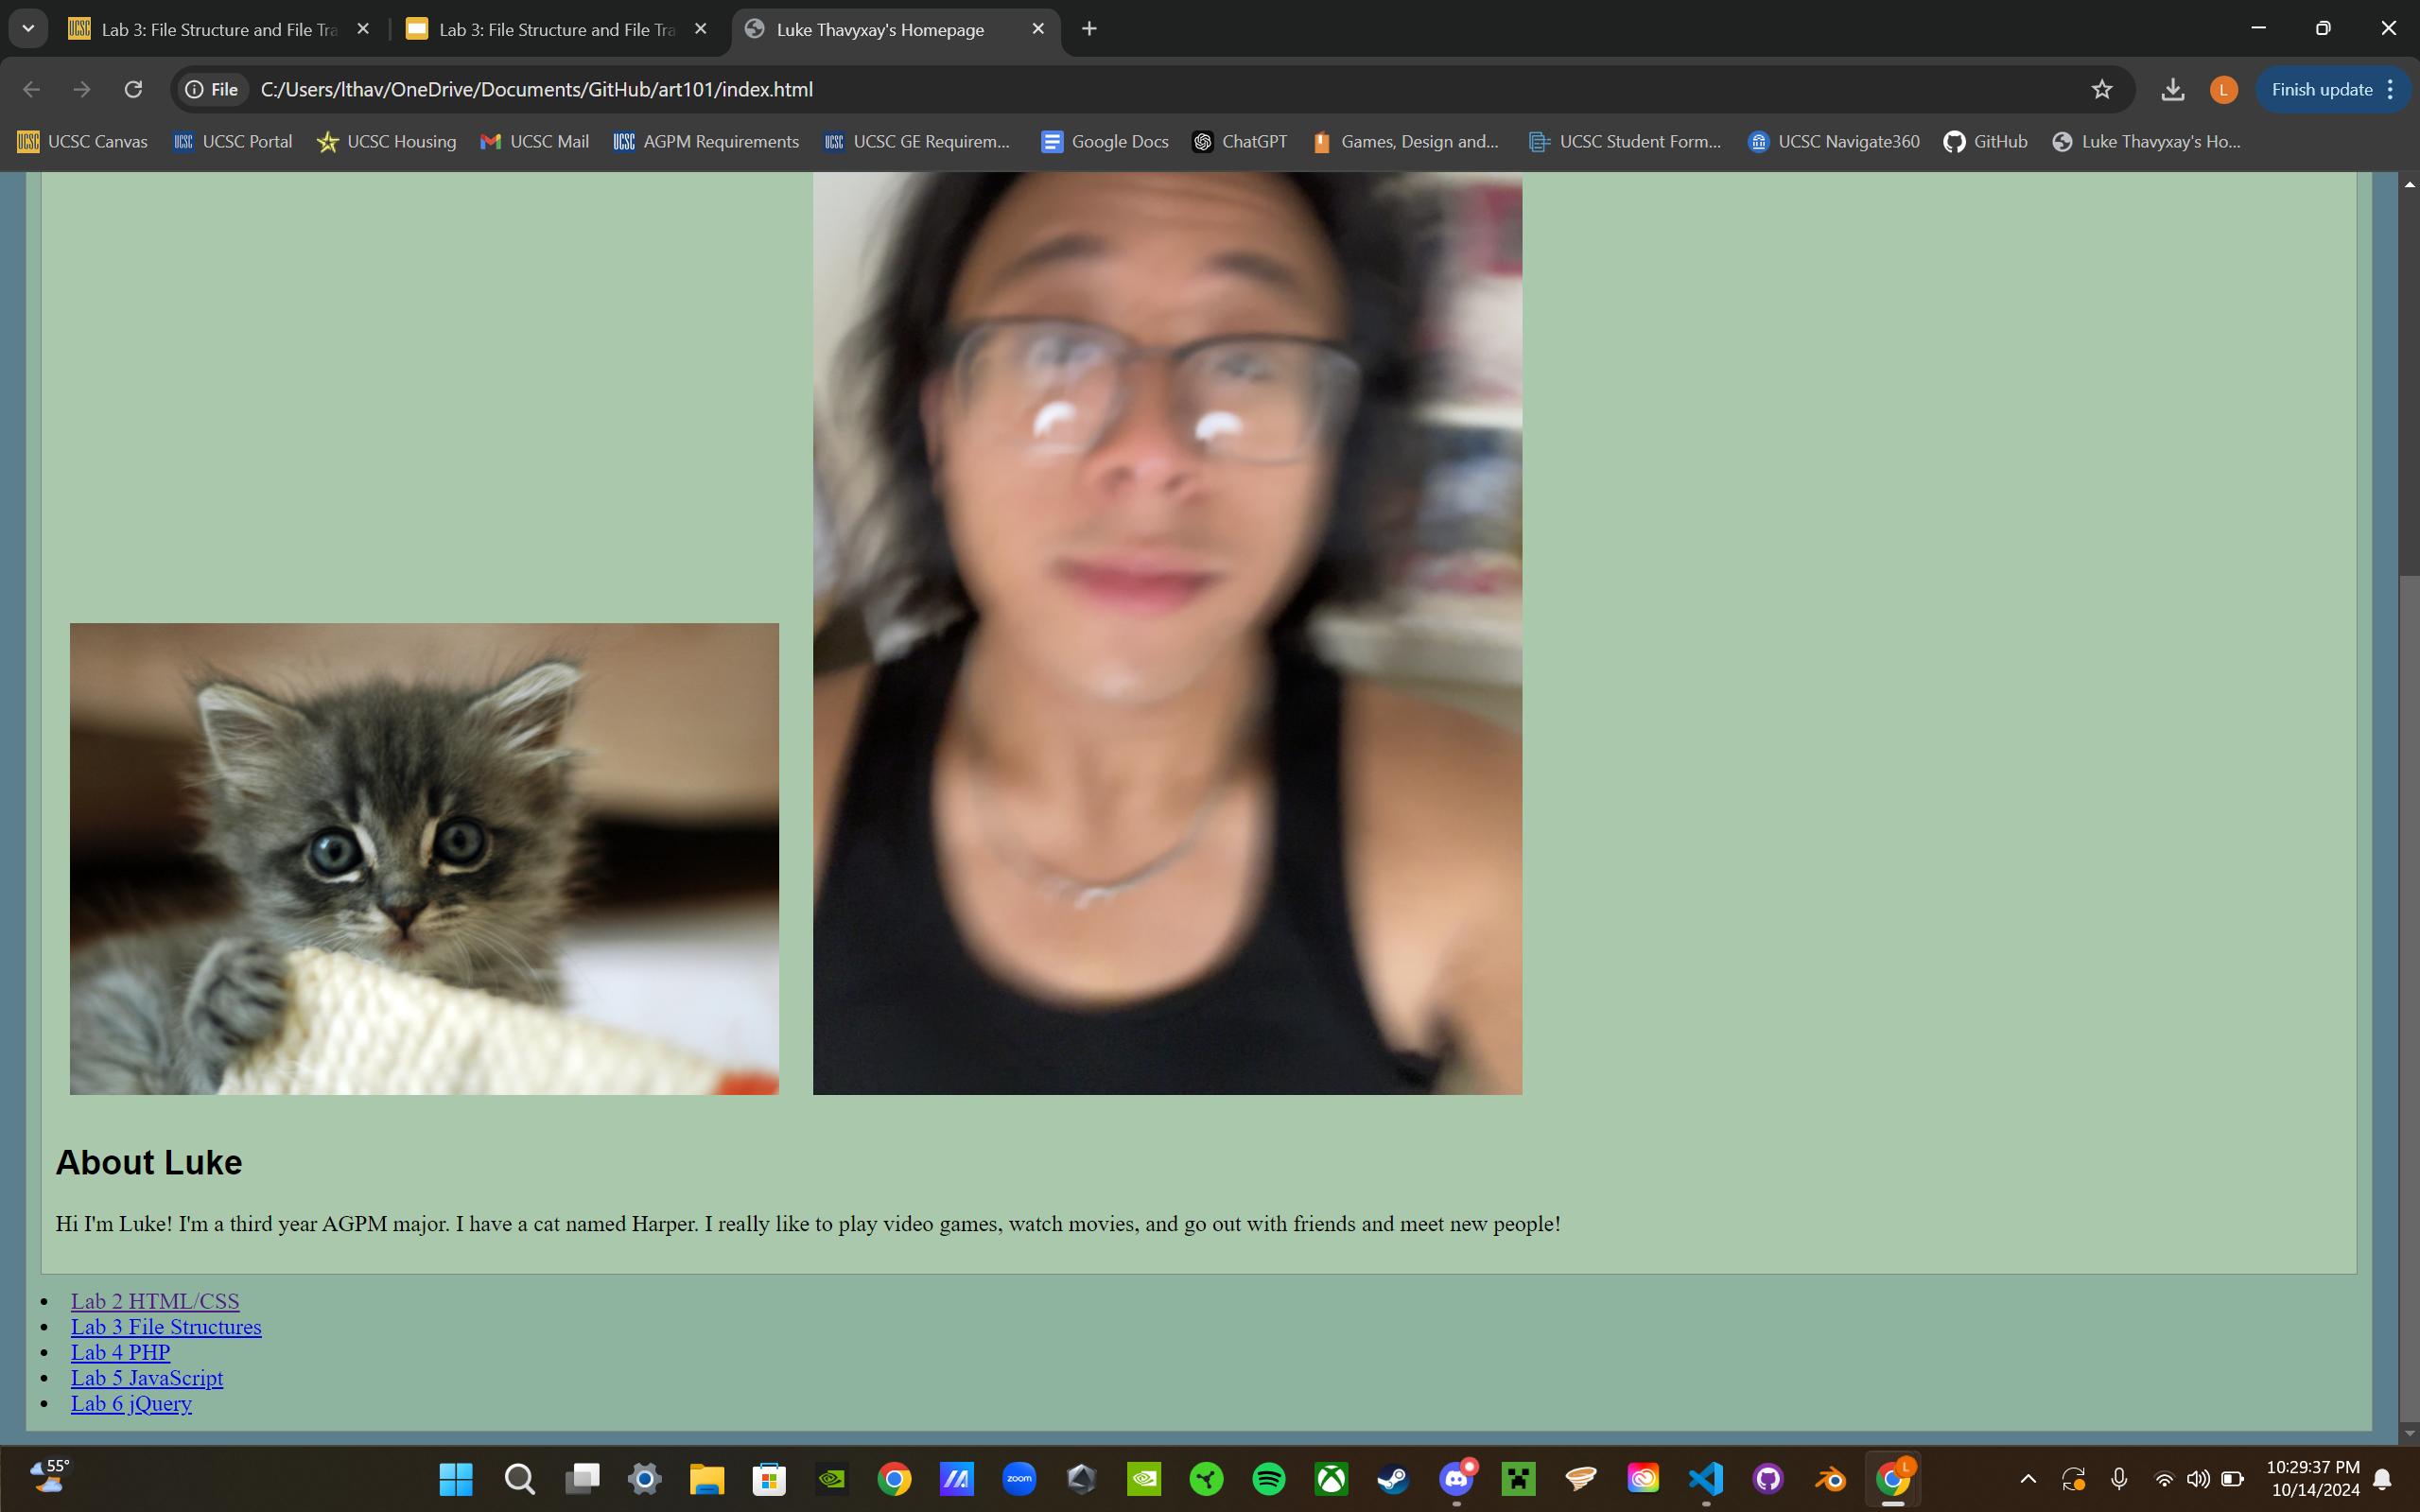 Lab 3: File Structure and File Tra
Lab 3: File Structure and File Tra
Luke Thavyxay's Homepage
File
C:/Users/lthav/OneDrive/Documents/GitHub/art101/index.html
L
Finish update
UCSC UCSC Canvas
UCSC UCSC Portal
UCSC Housing
UCSC Mail
UCSC AGPM Requirements
UCSC UCSC GE Requirem...
Google Docs
ChatGPT
Games, Design and...
UCSC Student Form...
UCSC Navigate360
GitHub
Luke Thavyxay's Ho...
About Luke
Hi I'm Luke! I'm a third year AGPM major. I have a cat named Harper. I really like to play video games, watch movies, and go out with friends and meet new people!
Lab 2 HTML/CSS
Lab 3 File Structures
Lab 4 PHP
Lab 5 JavaScript
Lab 6 jQuery
55°
zoom
L
10:29:37 PM
10/14/2024